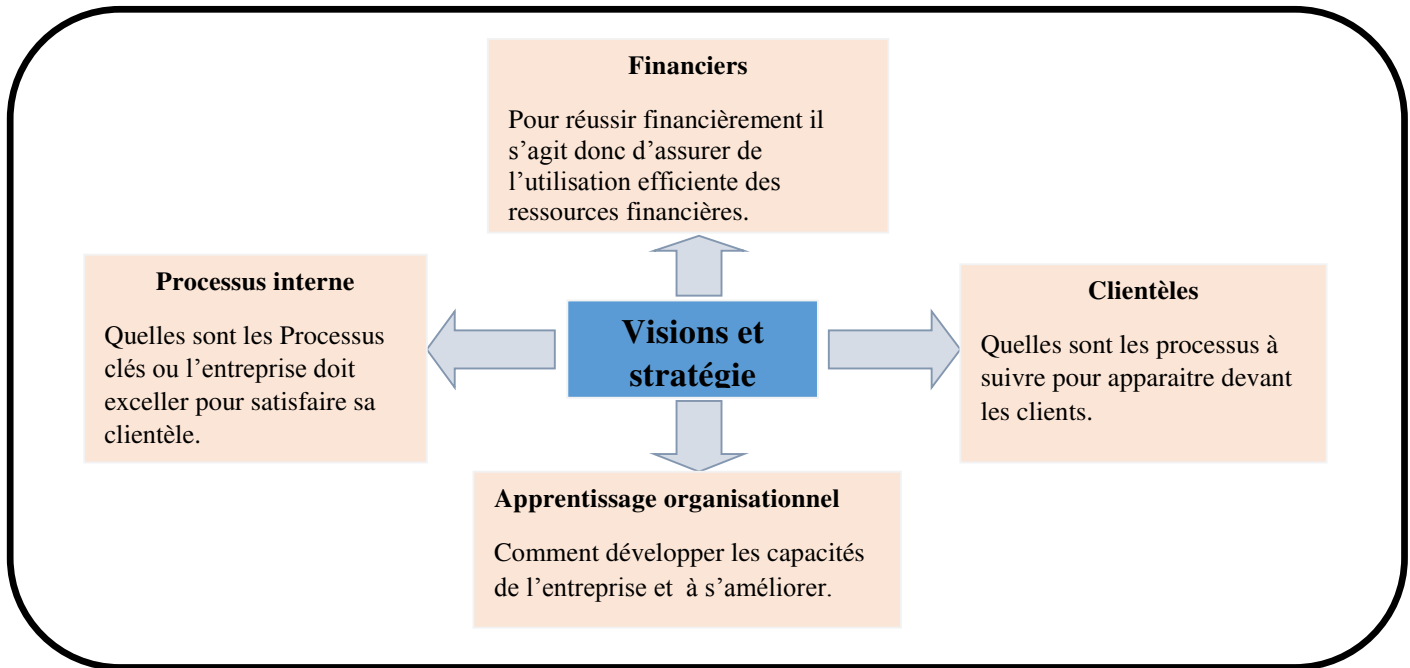 Financiers
Pour réussir financièrement il
s’agit donc d’assurer de
l’utilisation efficiente des
ressources financières.
Processus interne
Quelles sont les Processus
clés ou l’entreprise doit
exceller pour satisfaire sa
clientèle.
Visions et
stratégie
Clientèles
Quelles sont les processus à
suivre pour apparaitre devant
les clients.
Apprentissage organisationnel
Comment développer les capacités
de l’entreprise et  à s’améliorer.